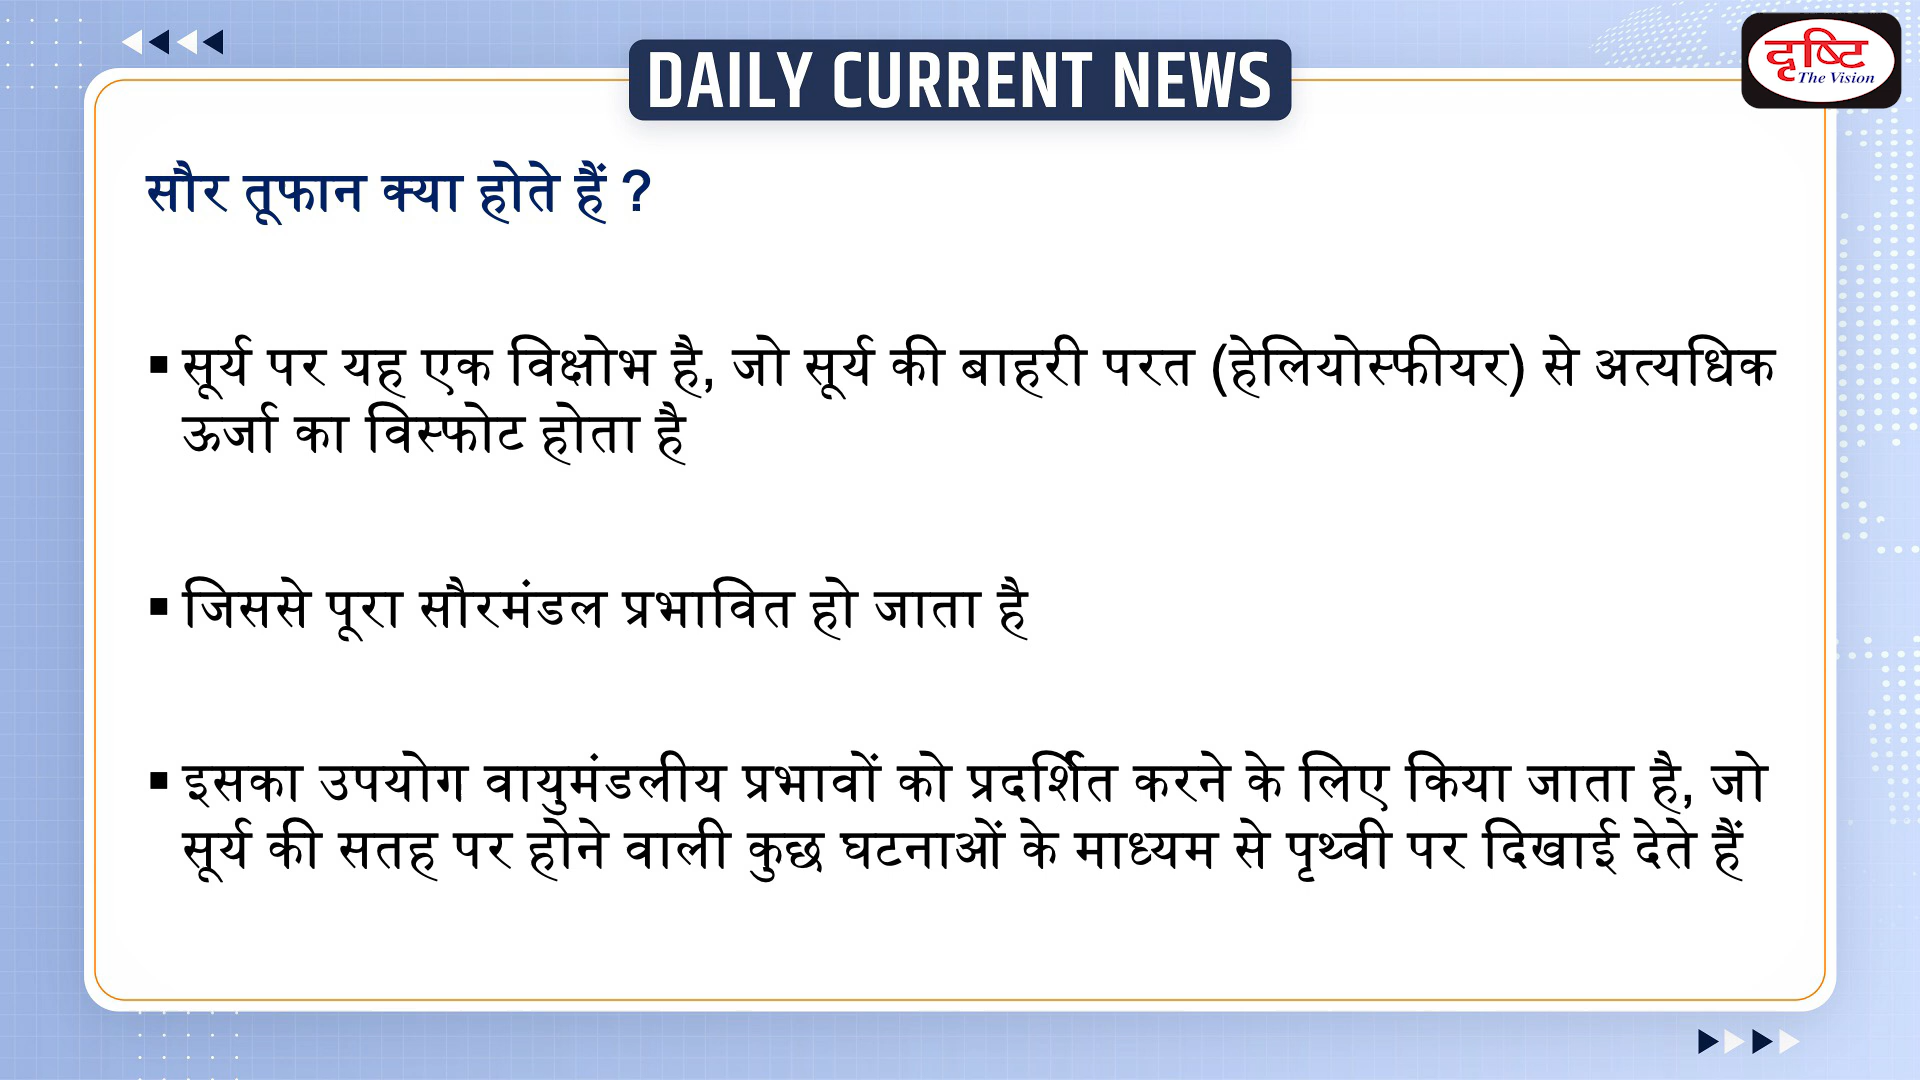 DAILY CURRENT NEWS
दृष्टि
The Vision
सौर तूफान क्या होते हैं ?
▪ सूर्य पर यह एक विक्षोभ है, जो सूर्य की बाहरी परत (हेलियोस्फीयर) से अत्यधिक
ऊर्जा का विस्फोट होता है
▪ जिससे पूरा सौरमंडल प्रभावित हो जाता है
▪ इसका उपयोग वायुमंडलीय प्रभावों को प्रदर्शित करने के लिए किया जाता है, जो
सूर्य की सतह पर होने वाली कुछ घटनाओं के माध्यम से पृथ्वी पर दिखाई देते हैं